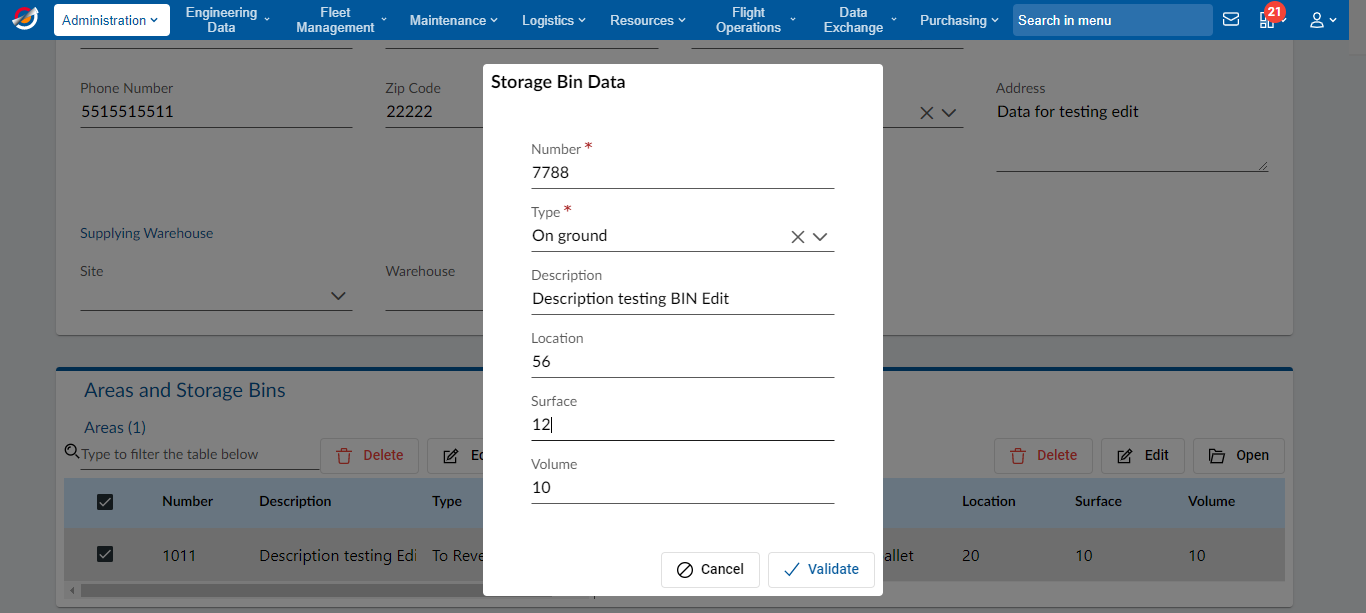 Administration
Engineering Data
Fleet Management
Maintenance
Logistics
Resources
Flight Operations
Data Exchange
Purchasing
Search in menu
21
Phone Number
5515515511
Zip Code
22222
Address
Data for testing edit
Supplying Warehouse
Site
Warehouse
Storage Bin Data
Number *
7788
Type *
On ground
Description
Description testing BIN Edit
Location
56
Surface
12
Volume
10
Cancel
Validate
Areas and Storage Bins
Areas (1)
Type to filter the table below
Delete
Delete
Edit
Open
Number Description Type
Location Surface Volume
1011 Description testing Edi To Reve
allet 20 10 10